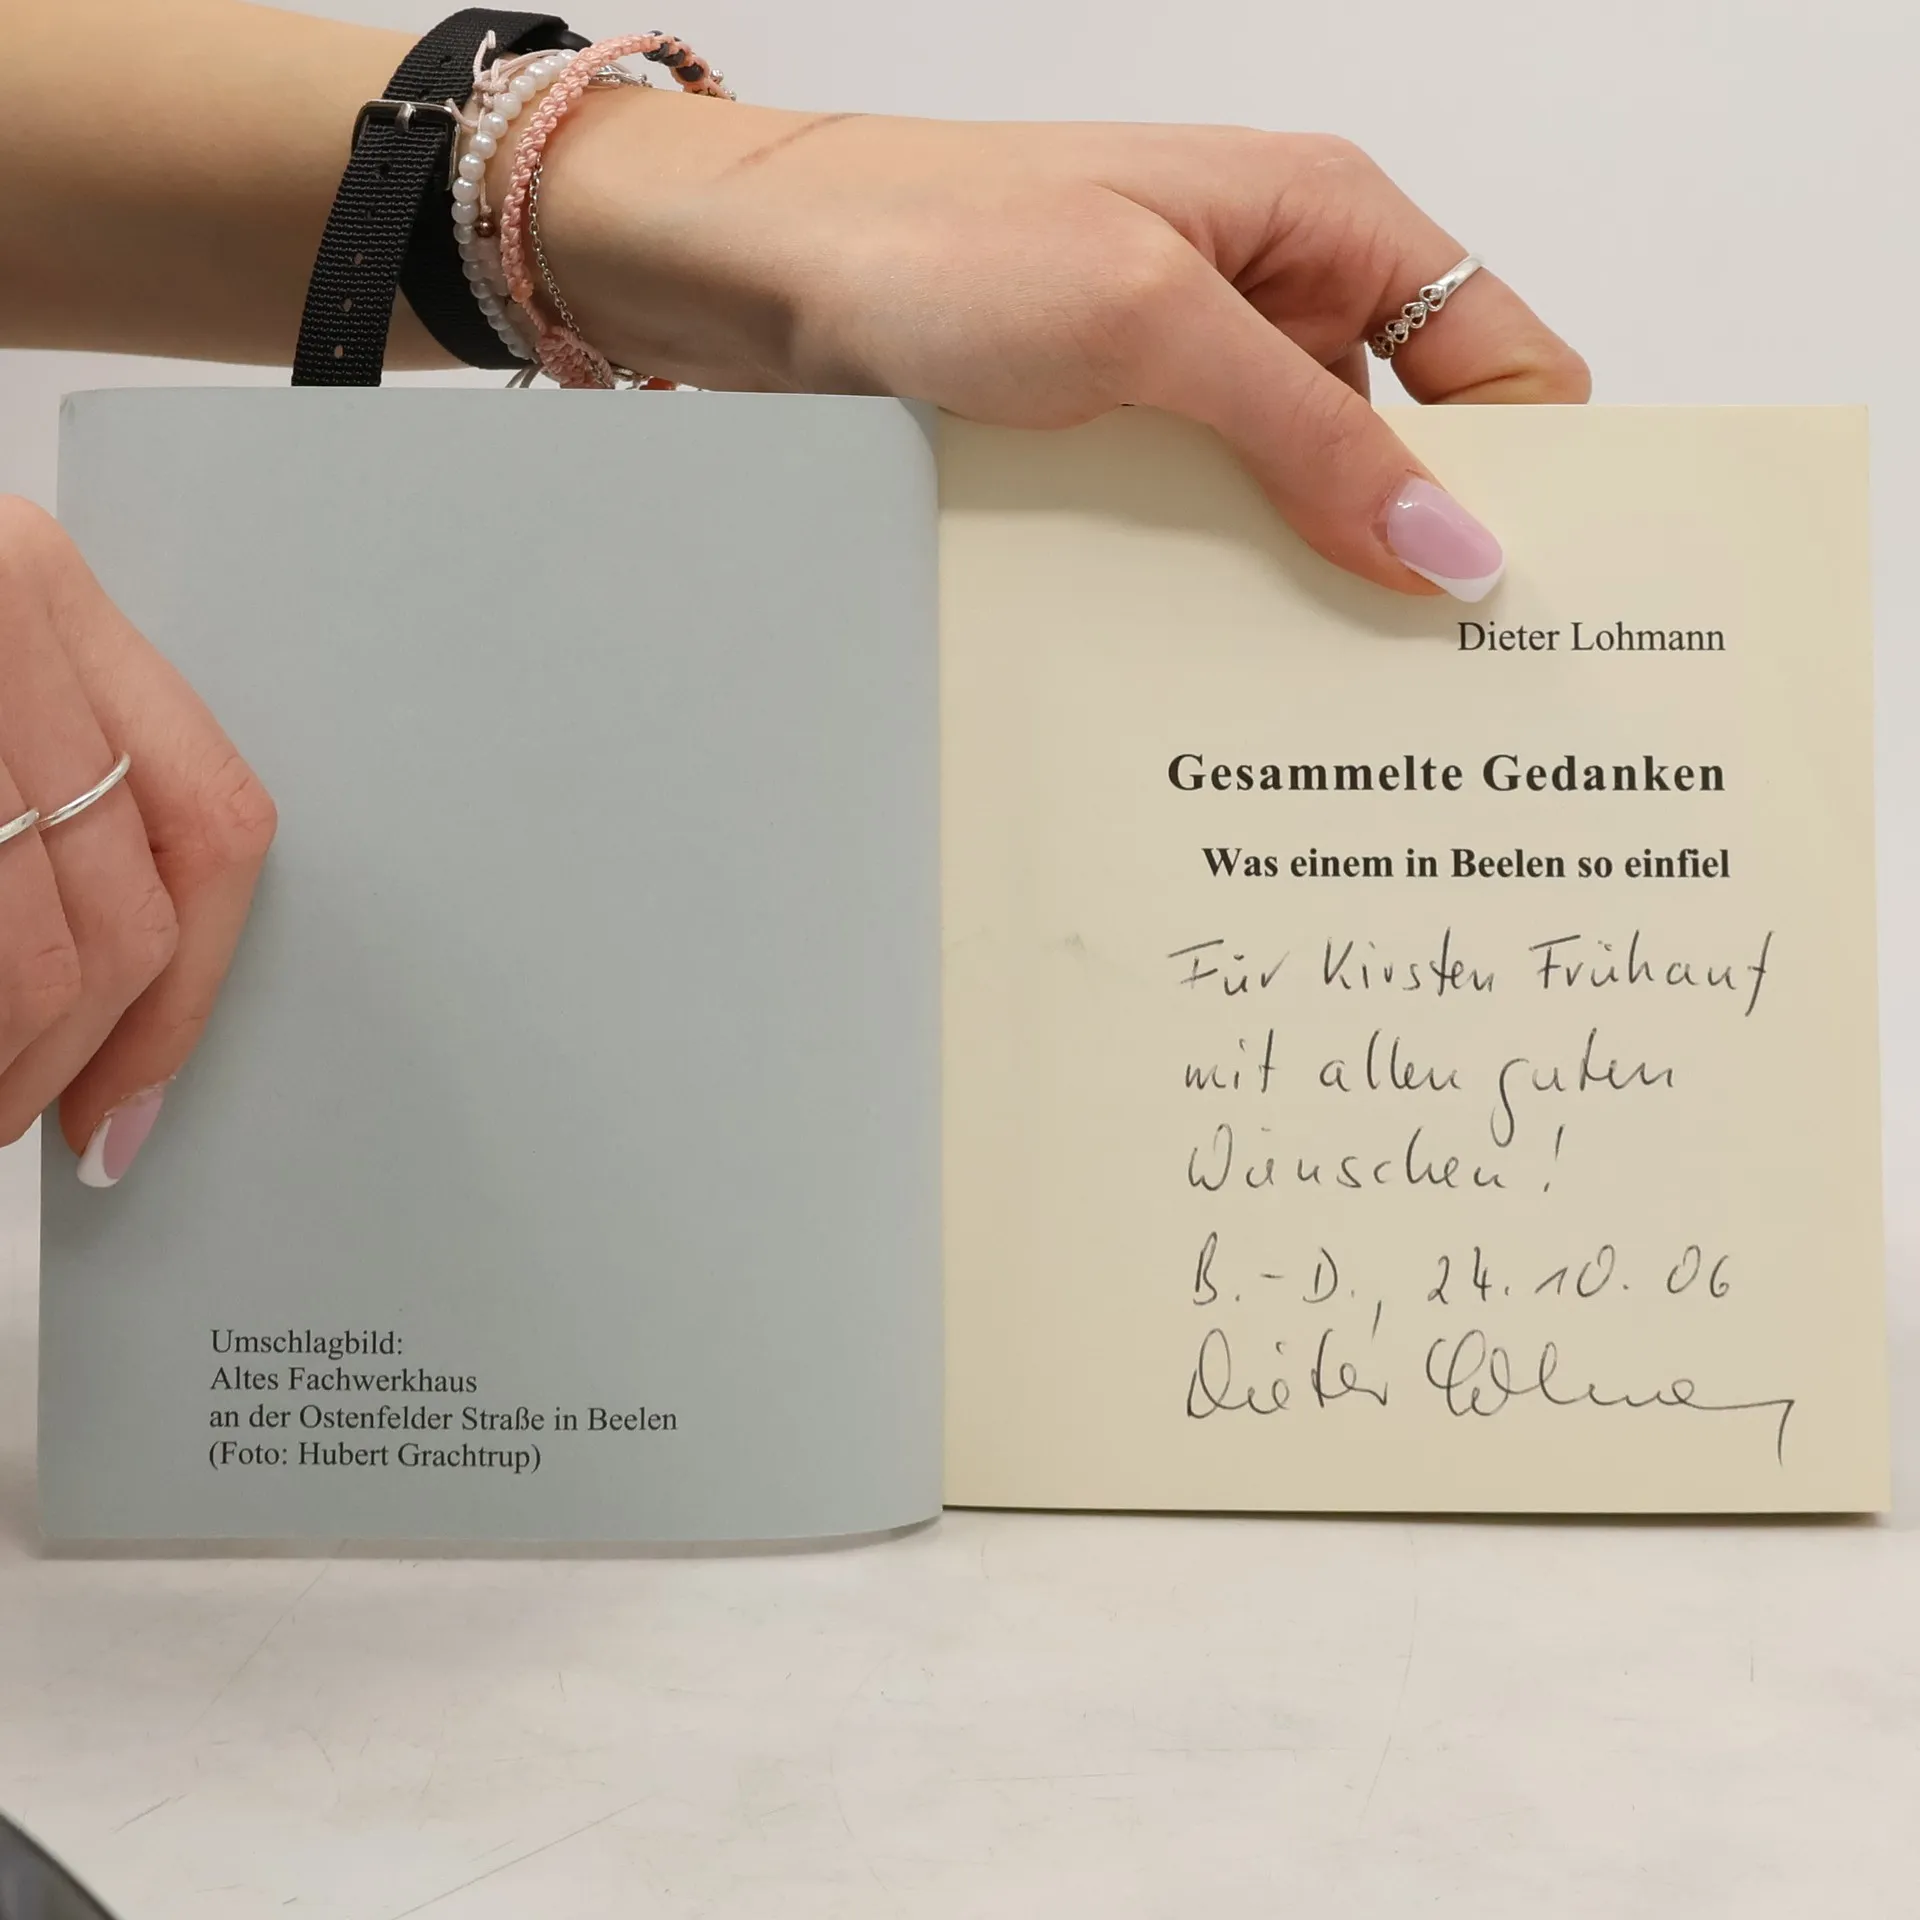 Umschlagbild:
Altes Fachwerkhaus
an der Ostenfelder Straße in Beelen
(Foto: Hubert Grachtrup)
Dieter Lohmann
Gesammelte Gedanken
Was einem in Beelen so einfiel
Für Kirsten Frühauf
mit allen guten
Wünschen!
B.-D., 24.10.06
Dieter Lohmann